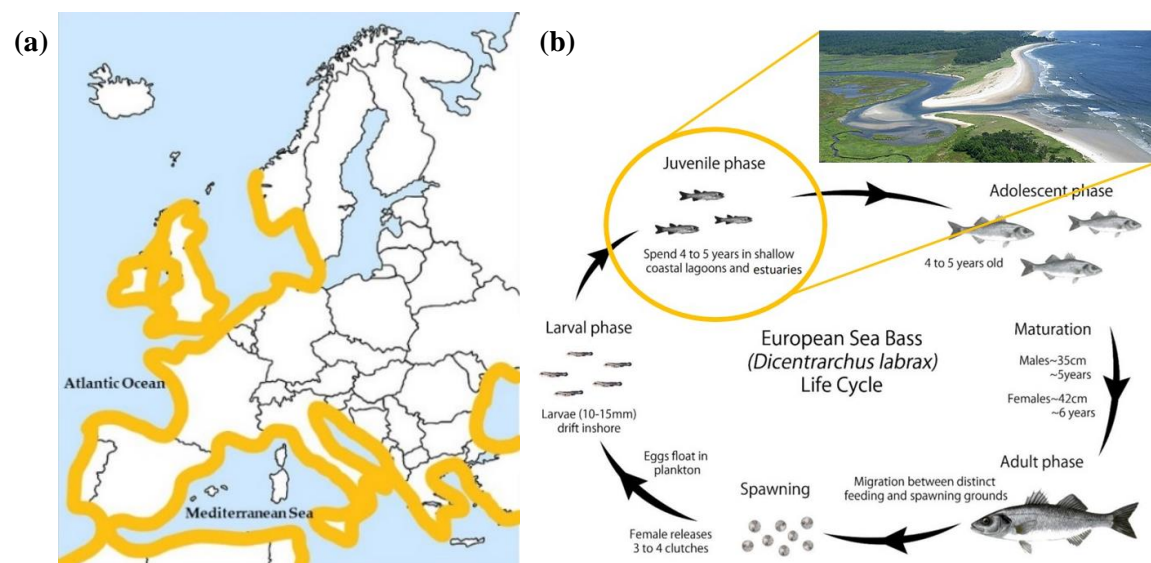 (a)
Atlantic Ocean
Mediterranean Sea
(b)
Juvenile phase
Spend 4 to 5 years in shallow
coastal lagoons and estuaries
Adolescent phase
4 to 5 years old
Larval phase
Larvae (10-15mm)
drift inshore
European Sea Bass
(Dicentrarchus labrax)
Life Cycle
Maturation
Males~35cm
~5years
Females~42cm
~6 years
Eggs float in
plankton
Spawning
Female releases
3 to 4 clutches
Migration between distinct
feeding and spawning grounds
Adult phase